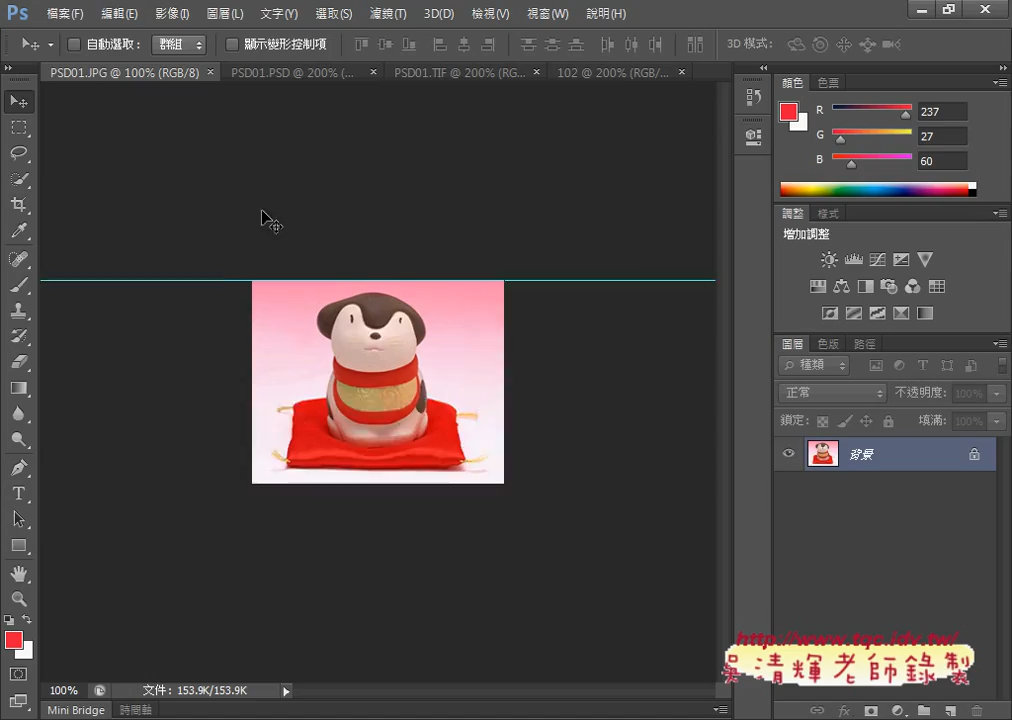 Ps 檔案(F) 編輯(E) 影像(I) 圖層(L) 文字(Y) 選取(S) 濾鏡(T) 3D(D) 檢視(V) 視窗(W) 說明(H)
自動選取： 群組 顯示變形控制項 3D 模式：
PSD01.JPG @ 100% (RGB/8) × PSD01.PSD @ 200% (... × PSD01.TIF @ 200% (RG... × 102 @ 200% (RGB/... ×
顏色 色票
R 237
G 27
B 60
調整 樣式
增加調整
圖層 色版 路徑
種類
正常 不透明度： 100%
鎖定： 填滿： 100%
背景
http://www.tqc.idv.tw/
吳清輝老師錄製
100% 文件：153.9K/153.9K
Mini Bridge 時間軸